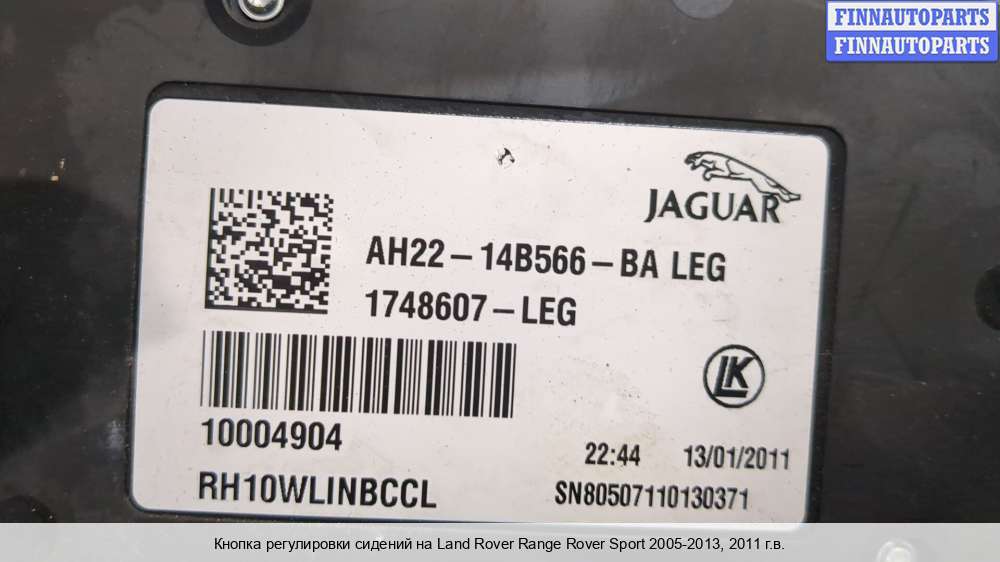 FINNAUTOPARTS
FINNAUTOPARTS
JAGUAR
AH22-14B566-BA LEG
1748607-LEG
LK
10004904
22:44 13/01/2011
RH10WLINBCCL
SN80507110130371
Кнопка регулировки сидений на Land Rover Range Rover Sport 2005-2013, 2011 г.в.